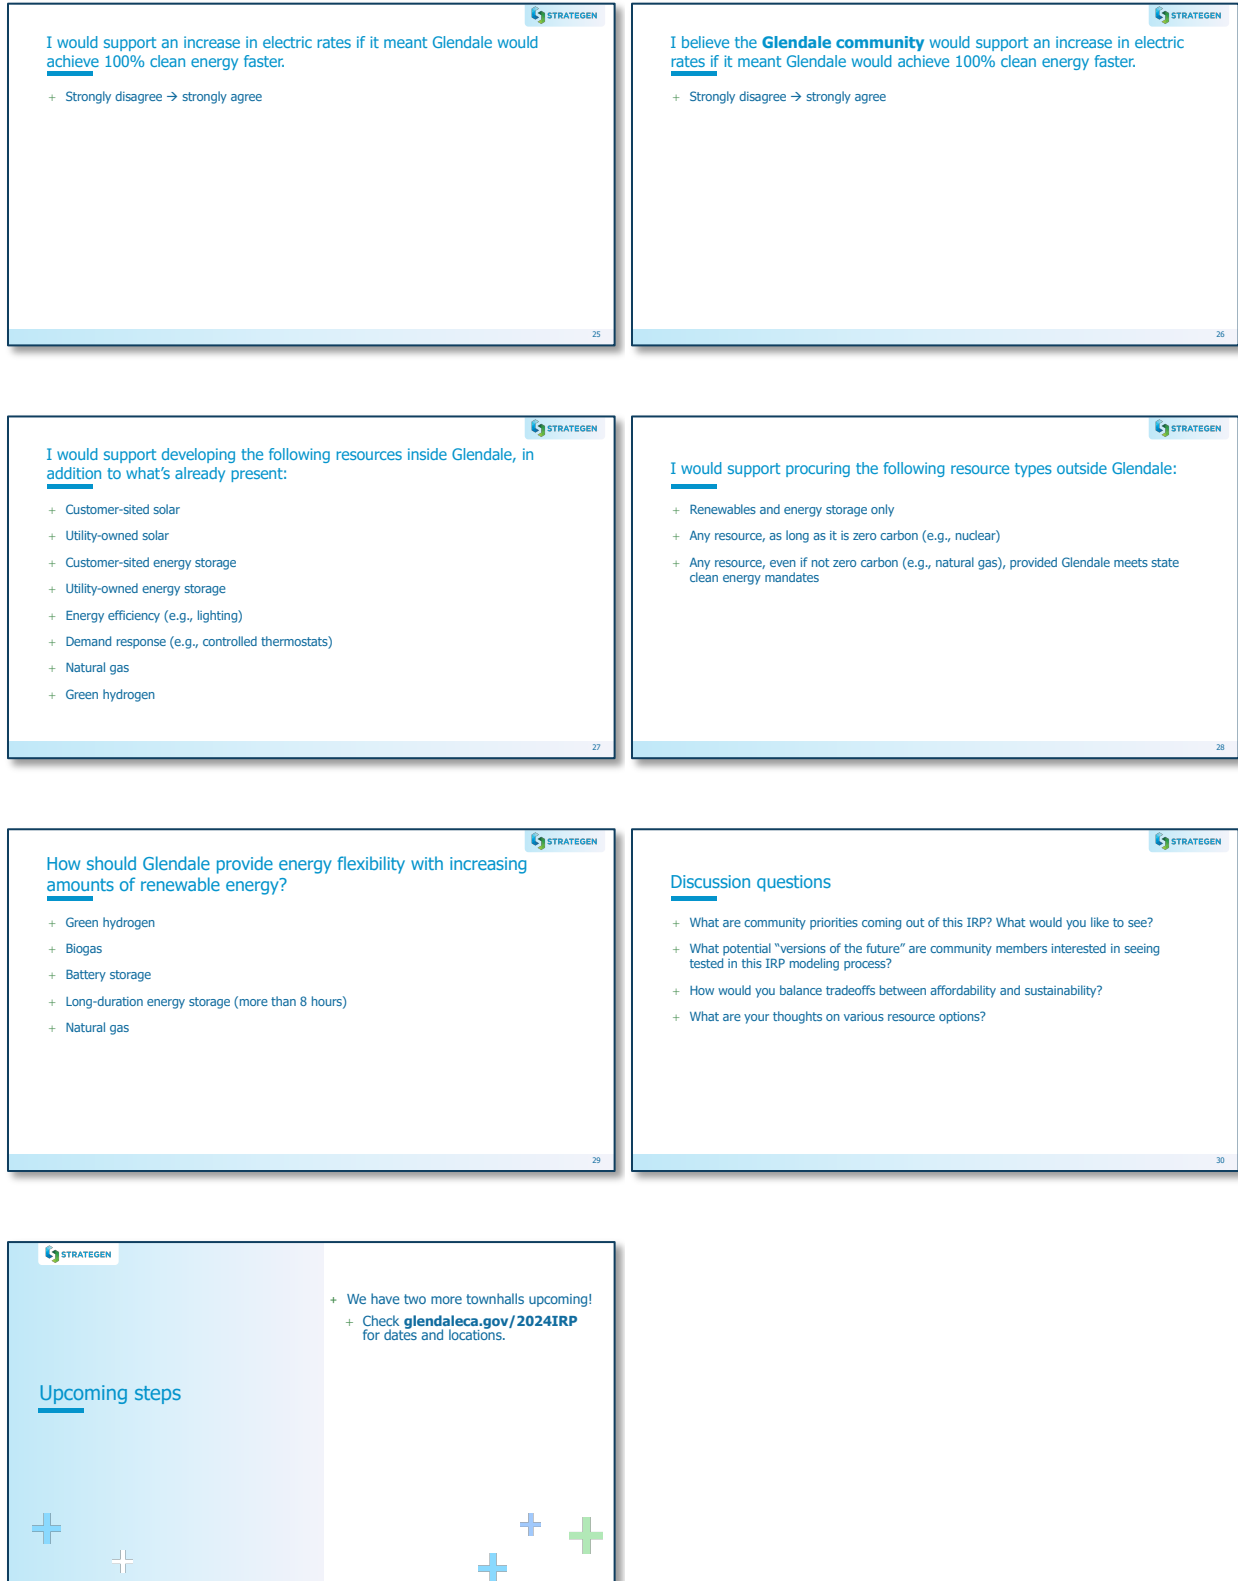 STRATEGEN
I would support an increase in electric rates if it meant Glendale would
achieve 100% clean energy faster.
+ Strongly disagree → strongly agree
25
STRATEGEN
I believe the Glendale community would support an increase in electric
rates if it meant Glendale would achieve 100% clean energy faster.
+ Strongly disagree → strongly agree
26
STRATEGEN
I would support developing the following resources inside Glendale, in
addition to what's already present:
+ Customer-sited solar
+ Utility-owned solar
+ Customer-sited energy storage
+ Utility-owned energy storage
+ Energy efficiency (e.g., lighting)
+ Demand response (e.g., controlled thermostats)
+ Natural gas
+ Green hydrogen
27
STRATEGEN
I would support procuring the following resource types outside Glendale:
+ Renewables and energy storage only
+ Any resource, as long as it is zero carbon (e.g., nuclear)
+ Any resource, even if not zero carbon (e.g., natural gas), provided Glendale meets state
clean energy mandates
28
STRATEGEN
How should Glendale provide energy flexibility with increasing
amounts of renewable energy?
+ Green hydrogen
+ Biogas
+ Battery storage
+ Long-duration energy storage (more than 8 hours)
+ Natural gas
29
STRATEGEN
Discussion questions
+ What are community priorities coming out of this IRP? What would you like to see?
+ What potential “versions of the future” are community members interested in seeing
tested in this IRP modeling process?
+ How would you balance tradeoffs between affordability and sustainability?
+ What are your thoughts on various resource options?
30
STRATEGEN
Upcoming steps
+ We have two more townhalls upcoming!
+ Check glendaleca.gov/2024IRP
for dates and locations.